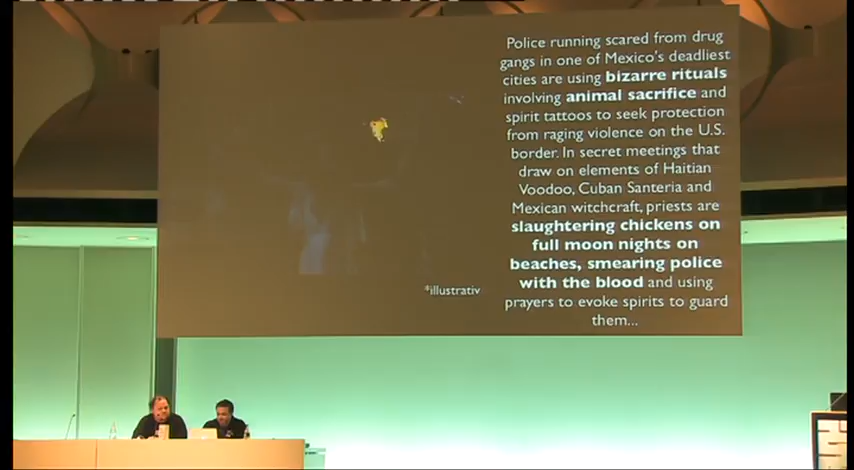 Police running scared from drug
gangs in one of Mexico's deadliest
cities are using bizarre rituals
involving animal sacrifice and
spirit tattoos to seek protection
from raging violence on the U.S.
border. In secret meetings that
draw on elements of Haitian
Voodoo, Cuban Santeria and
Mexican witchcraft, priests are
slaughtering chickens on
full moon nights on
beaches, smearing police
with the blood and using
prayers to evoke spirits to guard
them...
*illustrativ